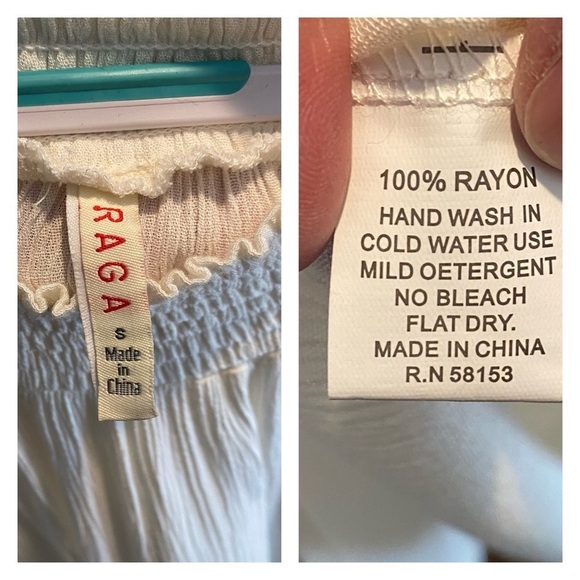 RAGA
S
Made
in
China
100% RAYON
HAND WASH IN
COLD WATER USE
MILD OETERGENT
NO BLEACH
FLAT DRY.
MADE IN CHINA
R.N 58153